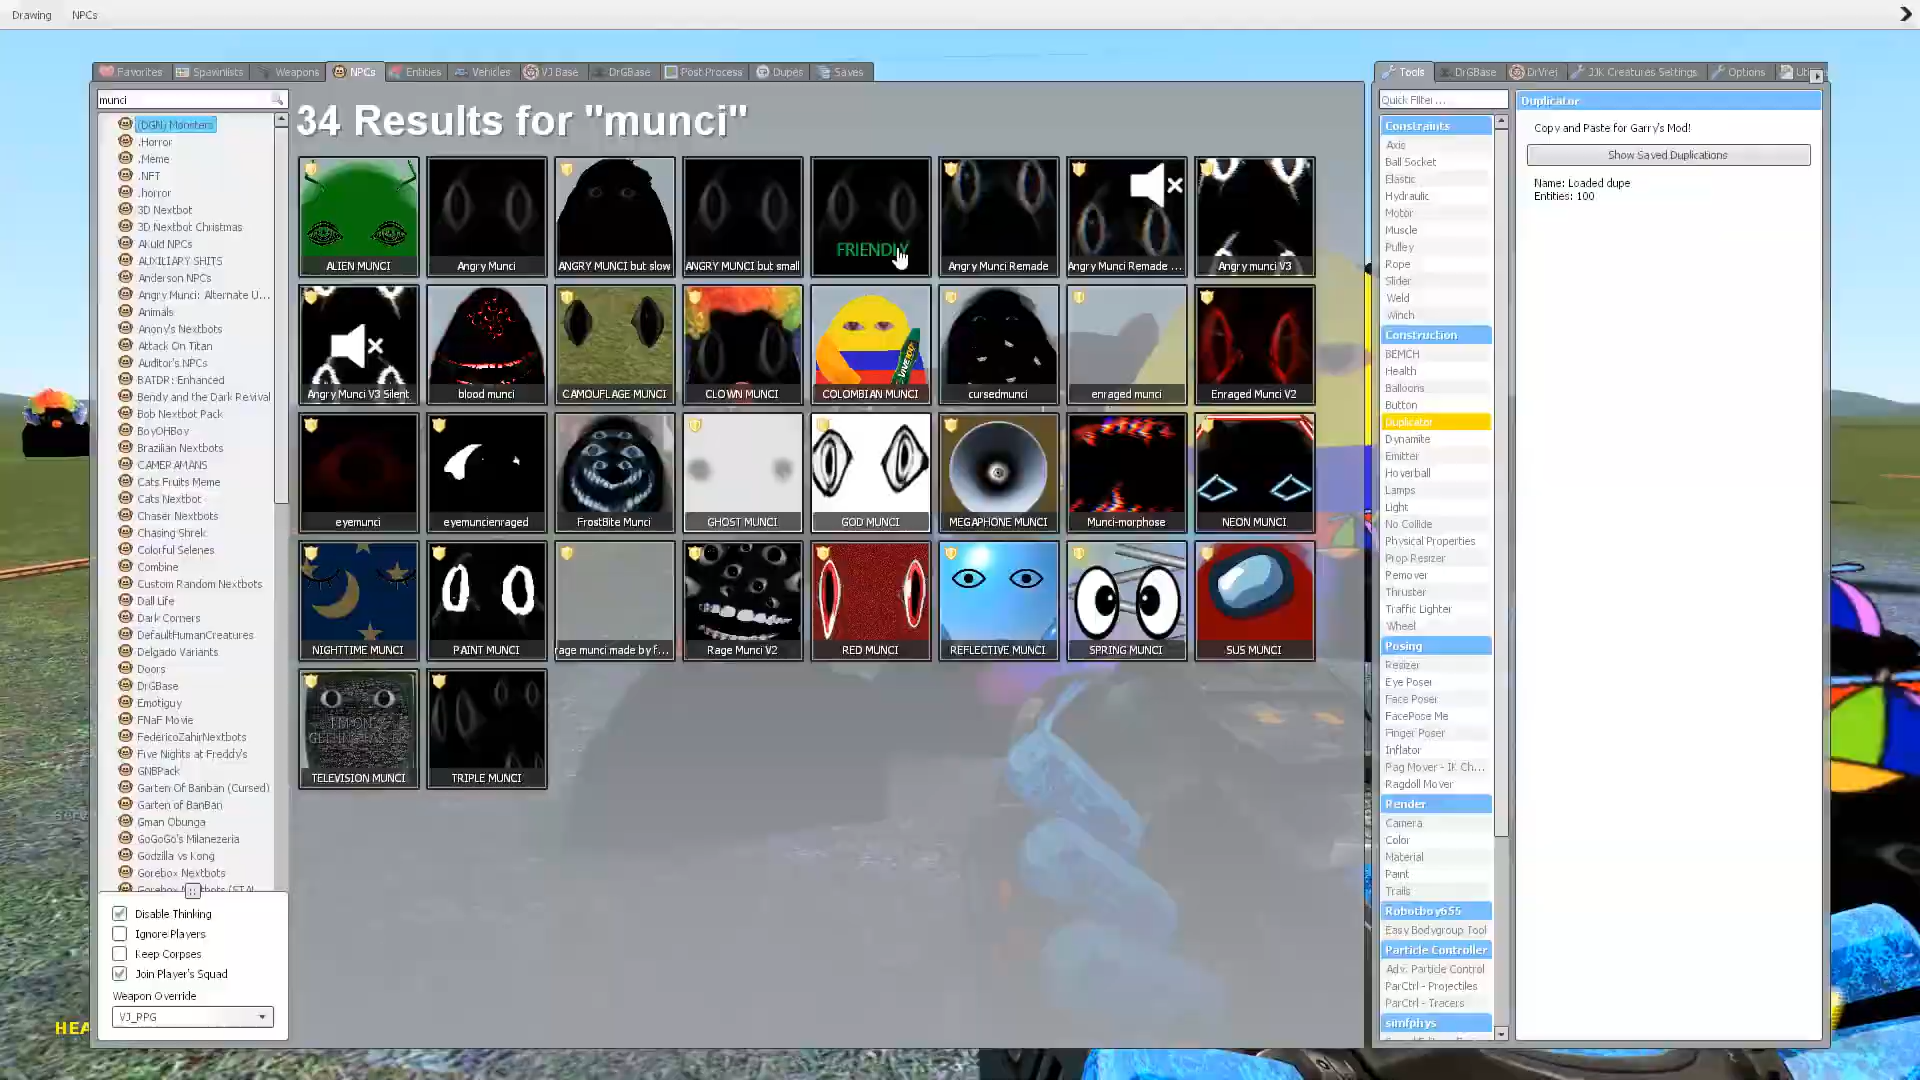 Drawing NPCs
Favorites Spawnlists Weapons NPCs Entities Vehicles VJ Base DrGBase Post Process Dupes Saves
munci
34 Results for "munci"
(DGN) Monsters
.Horror
.Meme
.NFT
.horror
3D Nextbot
3D Nextbot Christmas
Akuld NPCs
AUXILIARY SHITS
Anderson NPCs
Angry Munci: Alternate U...
Animals
Anony's Nextbots
Attack On Titan
Auditor's NPCs
BATDR: Enhanced
Bendy and the Dark Revival
Bob Nextbot Pack
BoyOHBoy
Brazilian Nextbots
CAMERAMANS
Cats Fruits Meme
Cats Nextbot
Chaser Nextbots
Chasing Shrek
Colorful Selenes
Combine
Custom Random Nextbots
Dall Life
Dark Corners
DefaultHumanCreatures
Delgado Variants
Doors
DrGBase
Emotiguy
FNaF Movie
FedericoZahirNextbots
Five Nights at Freddy's
GNBPack
Garten Of Banban (Cursed)
Garten of BanBan
Gman Obunga
GoGoGo's Milanezeria
Godzilla vs Kong
Gorebox Nextbots
Disable Thinking
Ignore Players
Keep Corpses
Join Player's Squad
Weapon Override
VJ_RPG
HEA
ALIEN MUNCI
Angry Munci
ANGRY MUNCI but slow
ANGRY MUNCI but small
FRIENDLY
Angry Munci Remade
Angry Munci Remade ...
Angry munci V3
Angry Munci V3 Silent
blood munci
CAMOUFLAGE MUNCI
CLOWN MUNCI
COLOMBIAN MUNCI
cursedmunci
enraged munci
Enraged Munci V2
eyemunci
eyemuncienraged
FrostBite Munci
GHOST MUNCI
GOD MUNCI
MEGAPHONE MUNCI
Munci-morphose
NEON MUNCI
NIGHTTIME MUNCI
PAINT MUNCI
rage munci made by f...
Rage Munci V2
RED MUNCI
REFLECTIVE MUNCI
SPRING MUNCI
SUS MUNCI
I'M ONLY
GETTING FASTER
TELEVISION MUNCI
TRIPLE MUNCI
Tools DrGBase DrVrej JJK Creatures Settings Options Utili
Quick Filter ...
Constraints
Axis
Ball Socket
Elastic
Hydraulic
Motor
Muscle
Pulley
Rope
Slider
Weld
Winch
Construction
BEMCH
Health
Balloons
Button
Duplicator
Dynamite
Emitter
Hoverball
Lamps
Light
No Collide
Physical Properties
Prop Resizer
Remover
Thruster
Traffic Lighter
Wheel
Posing
Resizer
Eye Poser
Face Poser
FacePose Me
Finger Poser
Inflator
Rag Mover - IK Ch...
Ragdoll Mover
Render
Camera
Color
Material
Paint
Trails
Robotboy655
Easy Bodygroup Tool
Particle Controller
Adv. Particle Control
ParCtrl - Projectiles
ParCtrl - Tracers
simfphys
Duplicator
Copy and Paste for Garry's Mod!
Show Saved Duplications
Name: Loaded dupe
Entities: 100